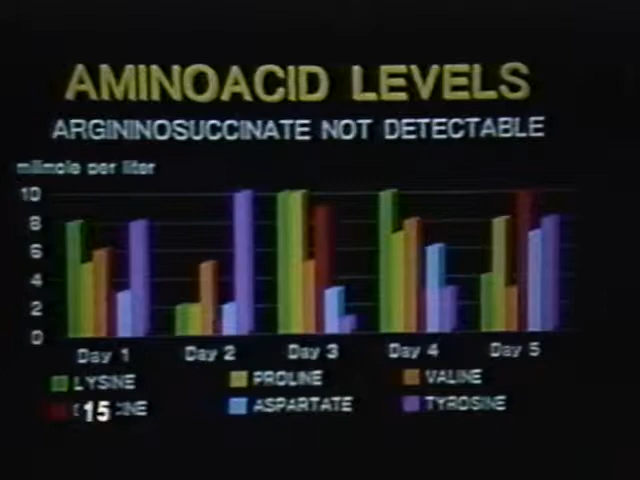 AMINOACID LEVELS
ARGININOSUCCINATE NOT DETECTABLE
milimole per liter
10
8
6
4
2
0
Day 1 Day 2 Day 3 Day 4 Day 5
LYSINE PROLINE VALINE
15 ASPARTATE TYROSINE